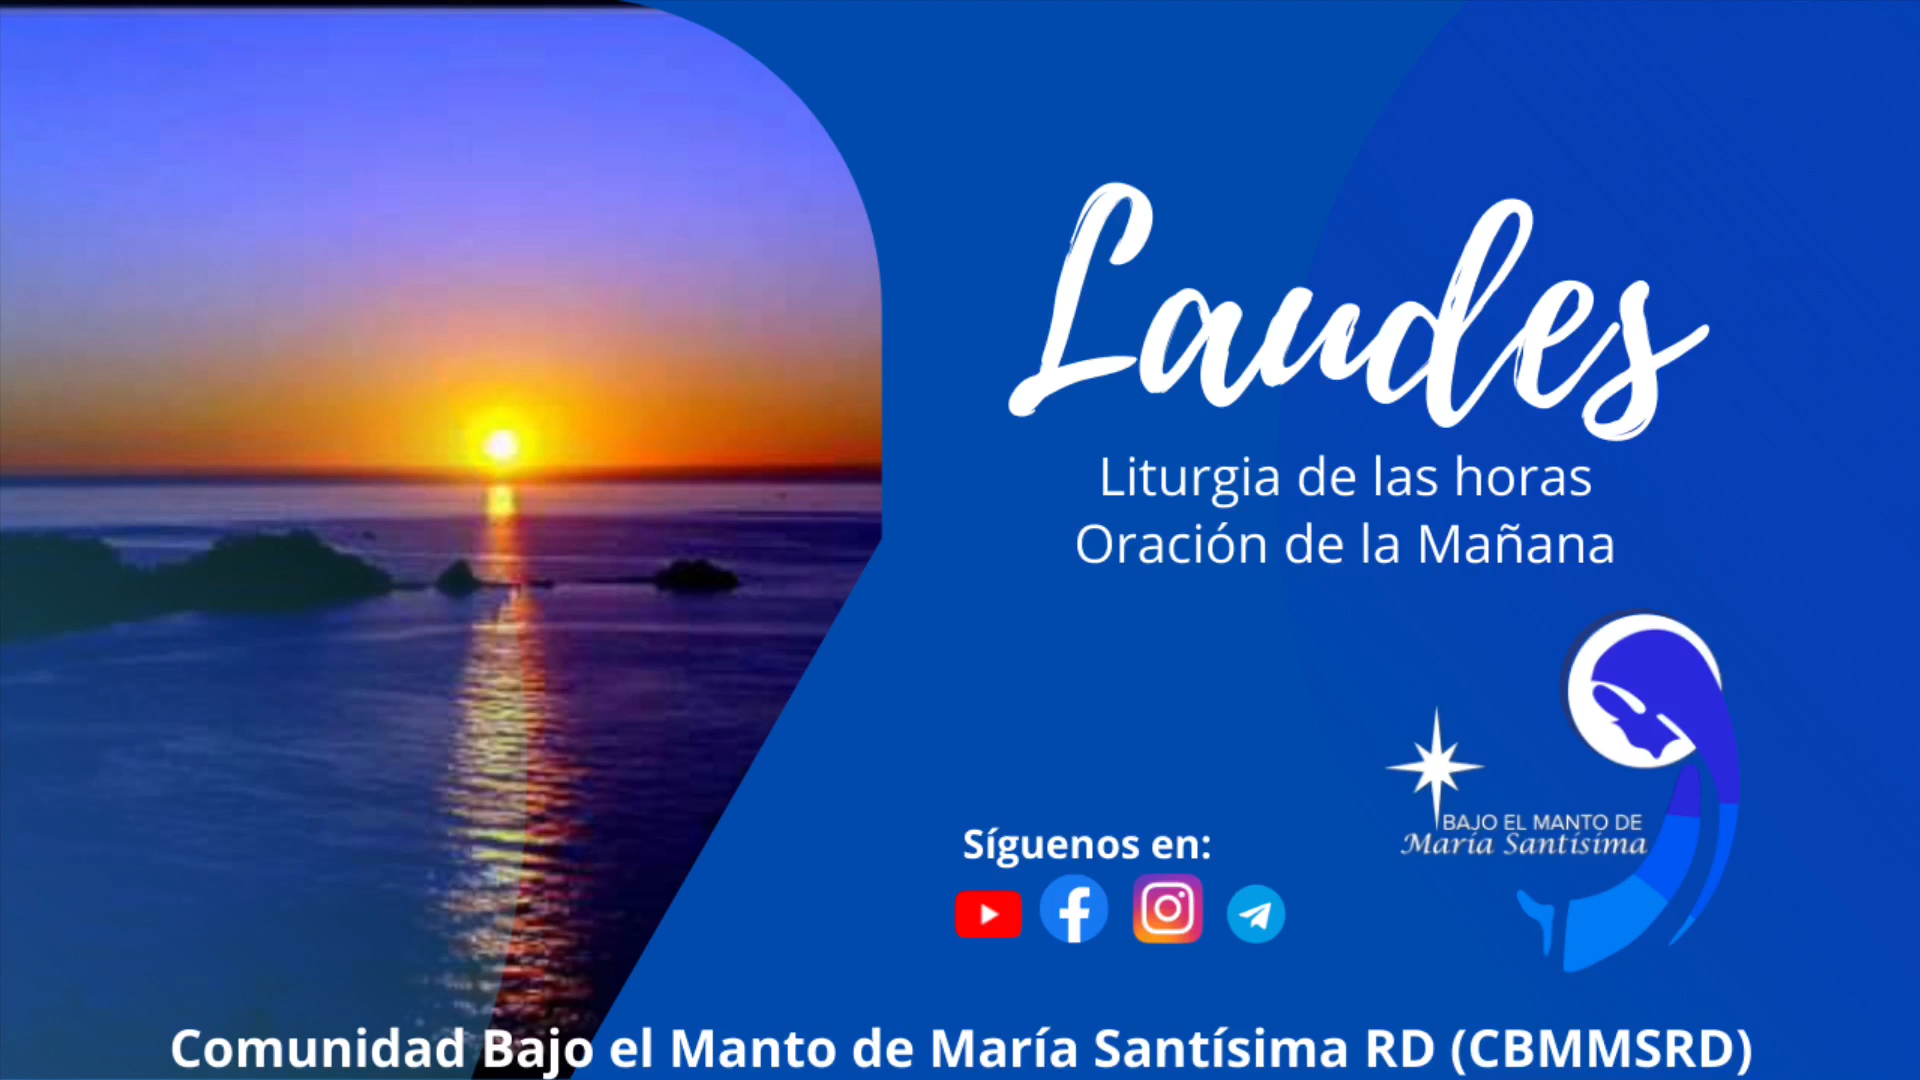 Laudes
Liturgia de las horas
Oración de la Mañana
BAJO EL MANTO DE
María Santísima
Síguenos en:
Comunidad Bajo el Manto de María Santísima RD (CBMMSRD)